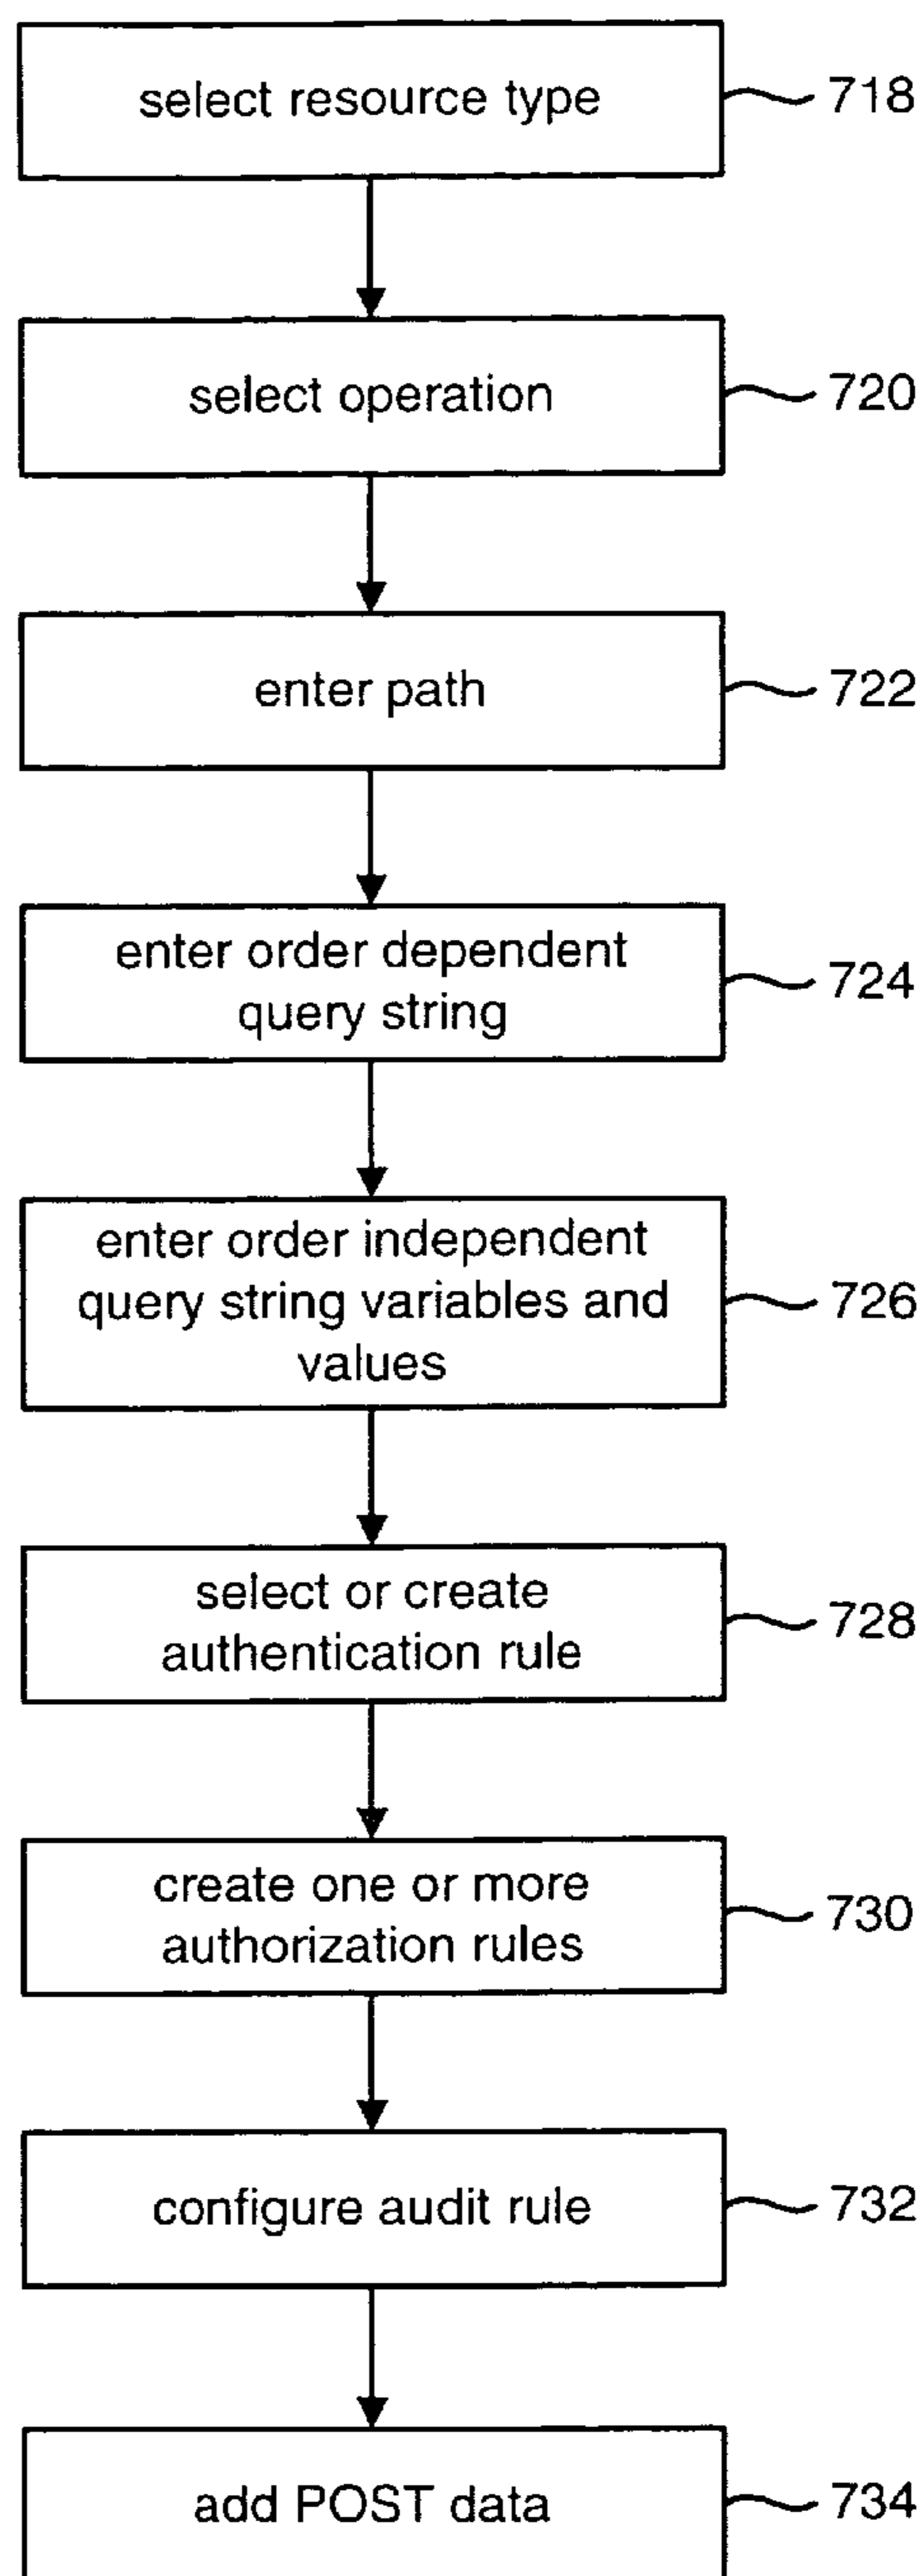 select resource type
718
select operation
720
enter path
722
enter order dependent
query string
724
enter order independent
query string variables and
values
726
select or create
authentication rule
728
create one or more
authorization rules
730
configure audit rule
732
add POST data
734